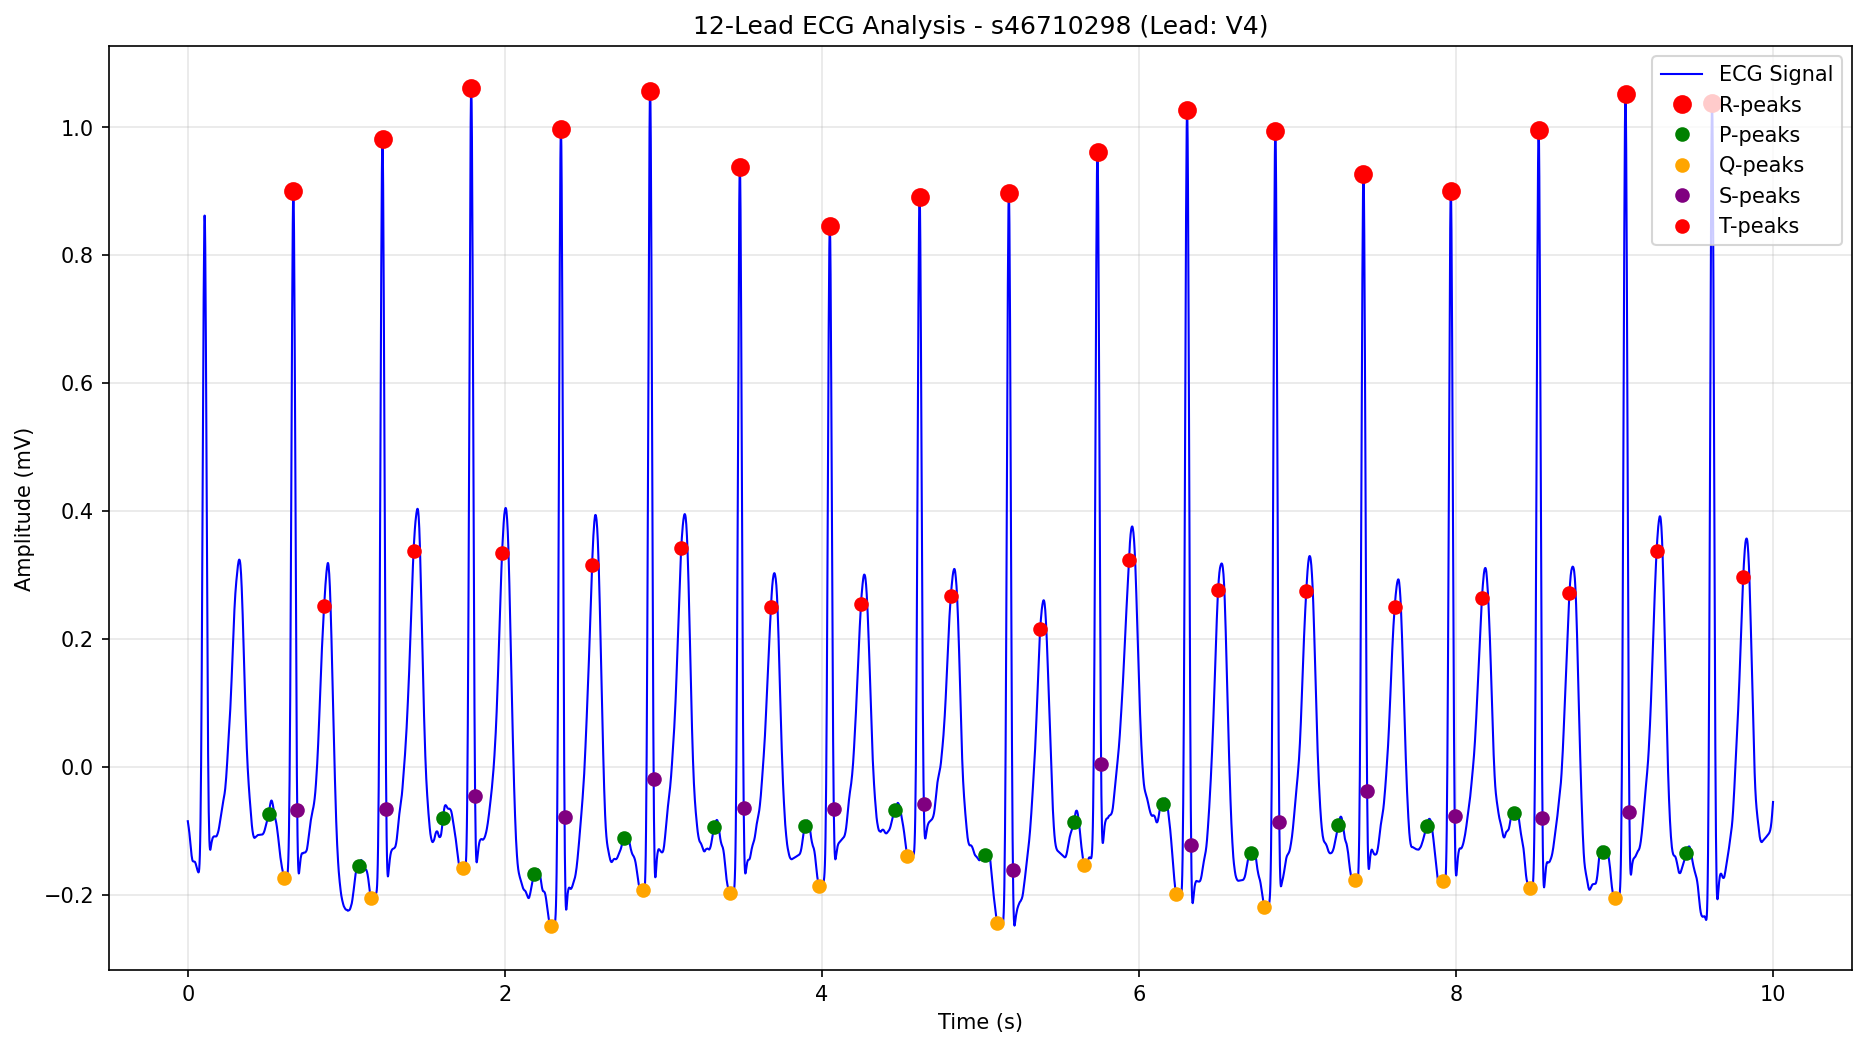 12-Lead ECG Analysis - s46710298 (Lead: V4)
ECG Signal
R-peaks
P-peaks
Q-peaks
S-peaks
T-peaks
Amplitude (mV)
1.0
0.8
0.6
0.4
0.2
0.0
−0.2
0 2 4 6 8 10
Time (s)